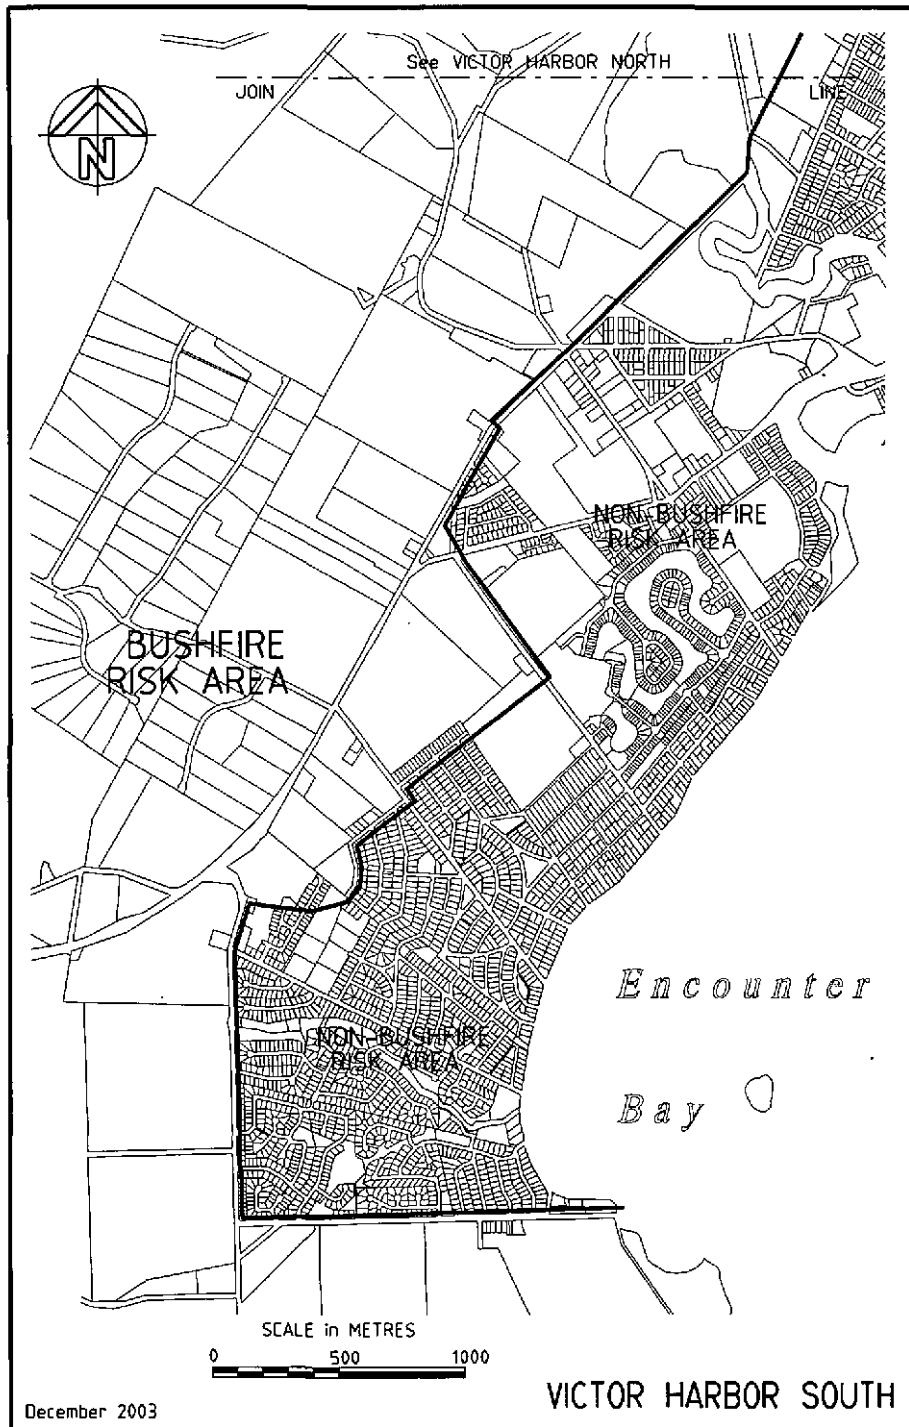 See VICTOR HARBOR NORTH
JOIN LINE
N
NON-BUSHFIRE
RISK AREA
BUSHFIRE
RISK AREA
Encounter
NON-BUSHFIRE
RISK AREA
Bay
SCALE in METRES
0 500 1000
VICTOR HARBOR SOUTH
December 2003